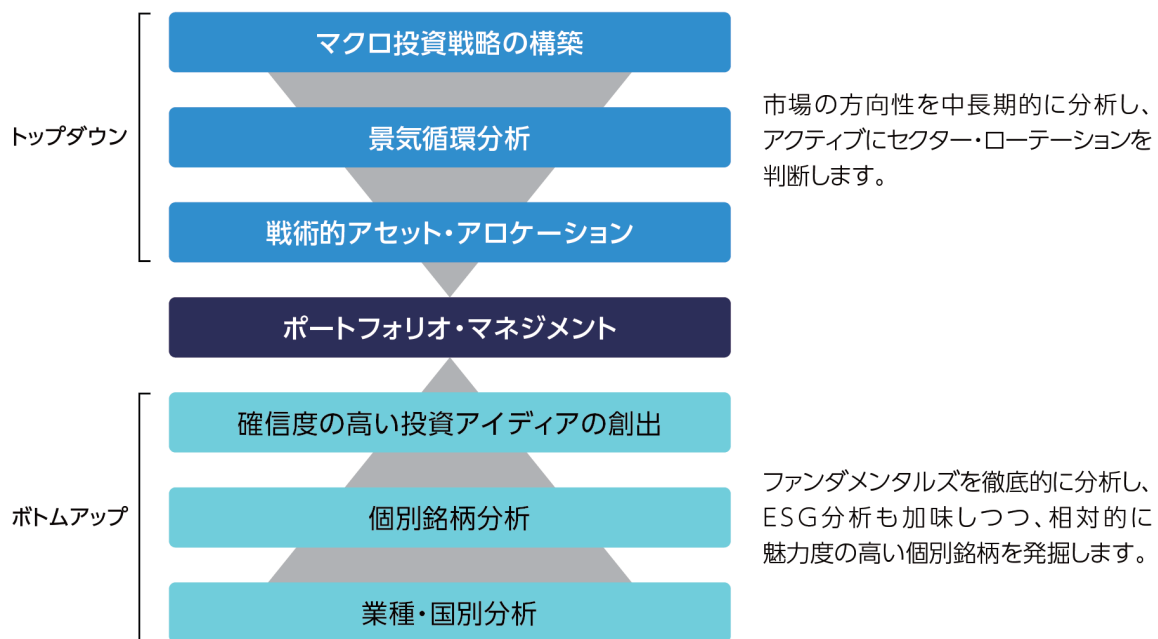 トップダウン
マクロ投資戦略の構築
景気循環分析
戦術的アセット・アロケーション
市場の方向性を中長期的に分析し、
アクティブにセクター・ローテーションを
判断します。
ポートフォリオ・マネジメント
ボトムアップ
確信度の高い投資アイディアの創出
個別銘柄分析
業種・国別分析
ファンダメンタルズを徹底的に分析し、
ESG分析も加味しつつ、相対的に
魅力度の高い個別銘柄を発掘します。